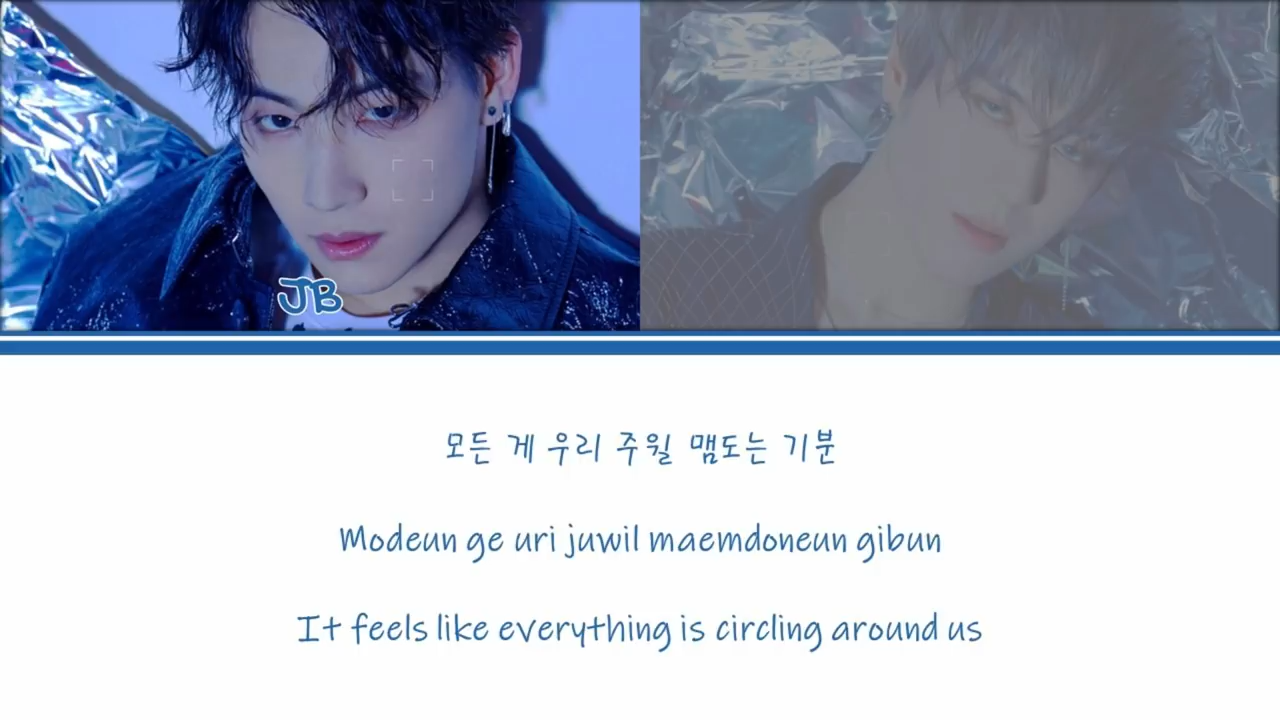 JB
모든 게 우리 주윌 맴도는 기분
Modeun ge uri juwil maemdoneun gibun
It feels like everything is circling around us